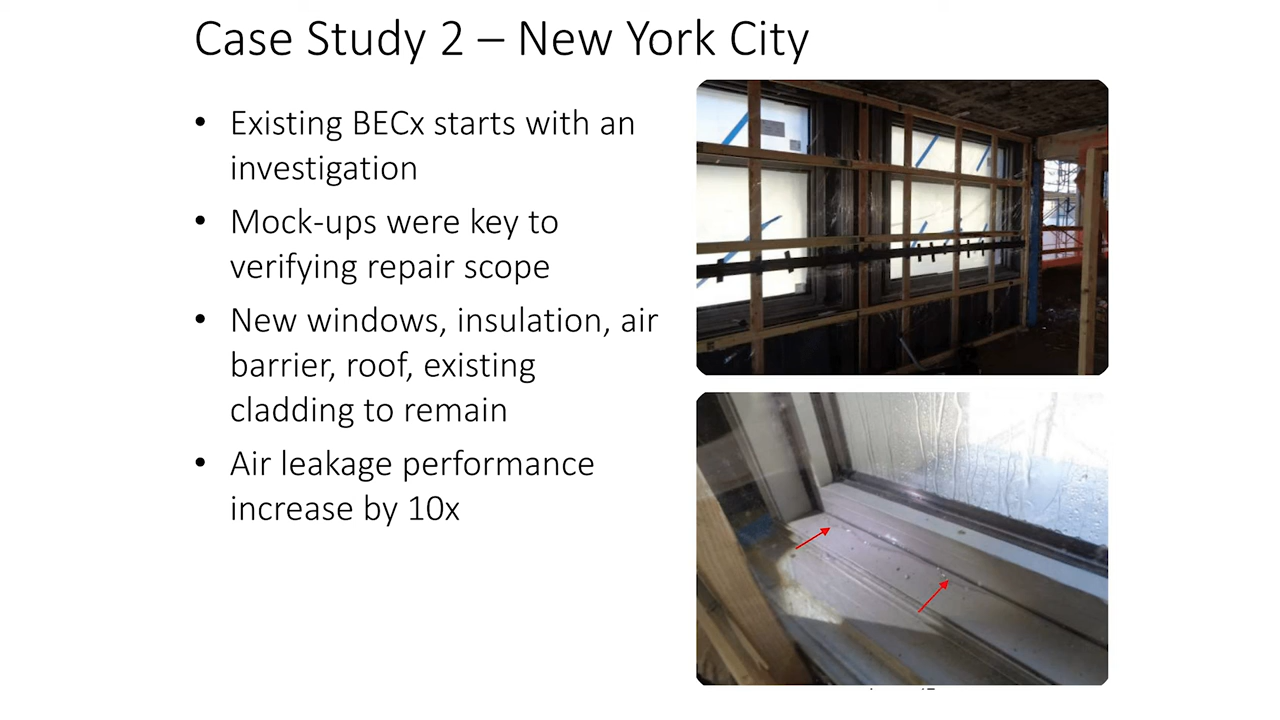 Case Study 2 – New York City
• Existing BECx starts with an
investigation
• Mock-ups were key to
verifying repair scope
• New windows, insulation, air
barrier, roof, existing
cladding to remain
• Air leakage performance
increase by 10x